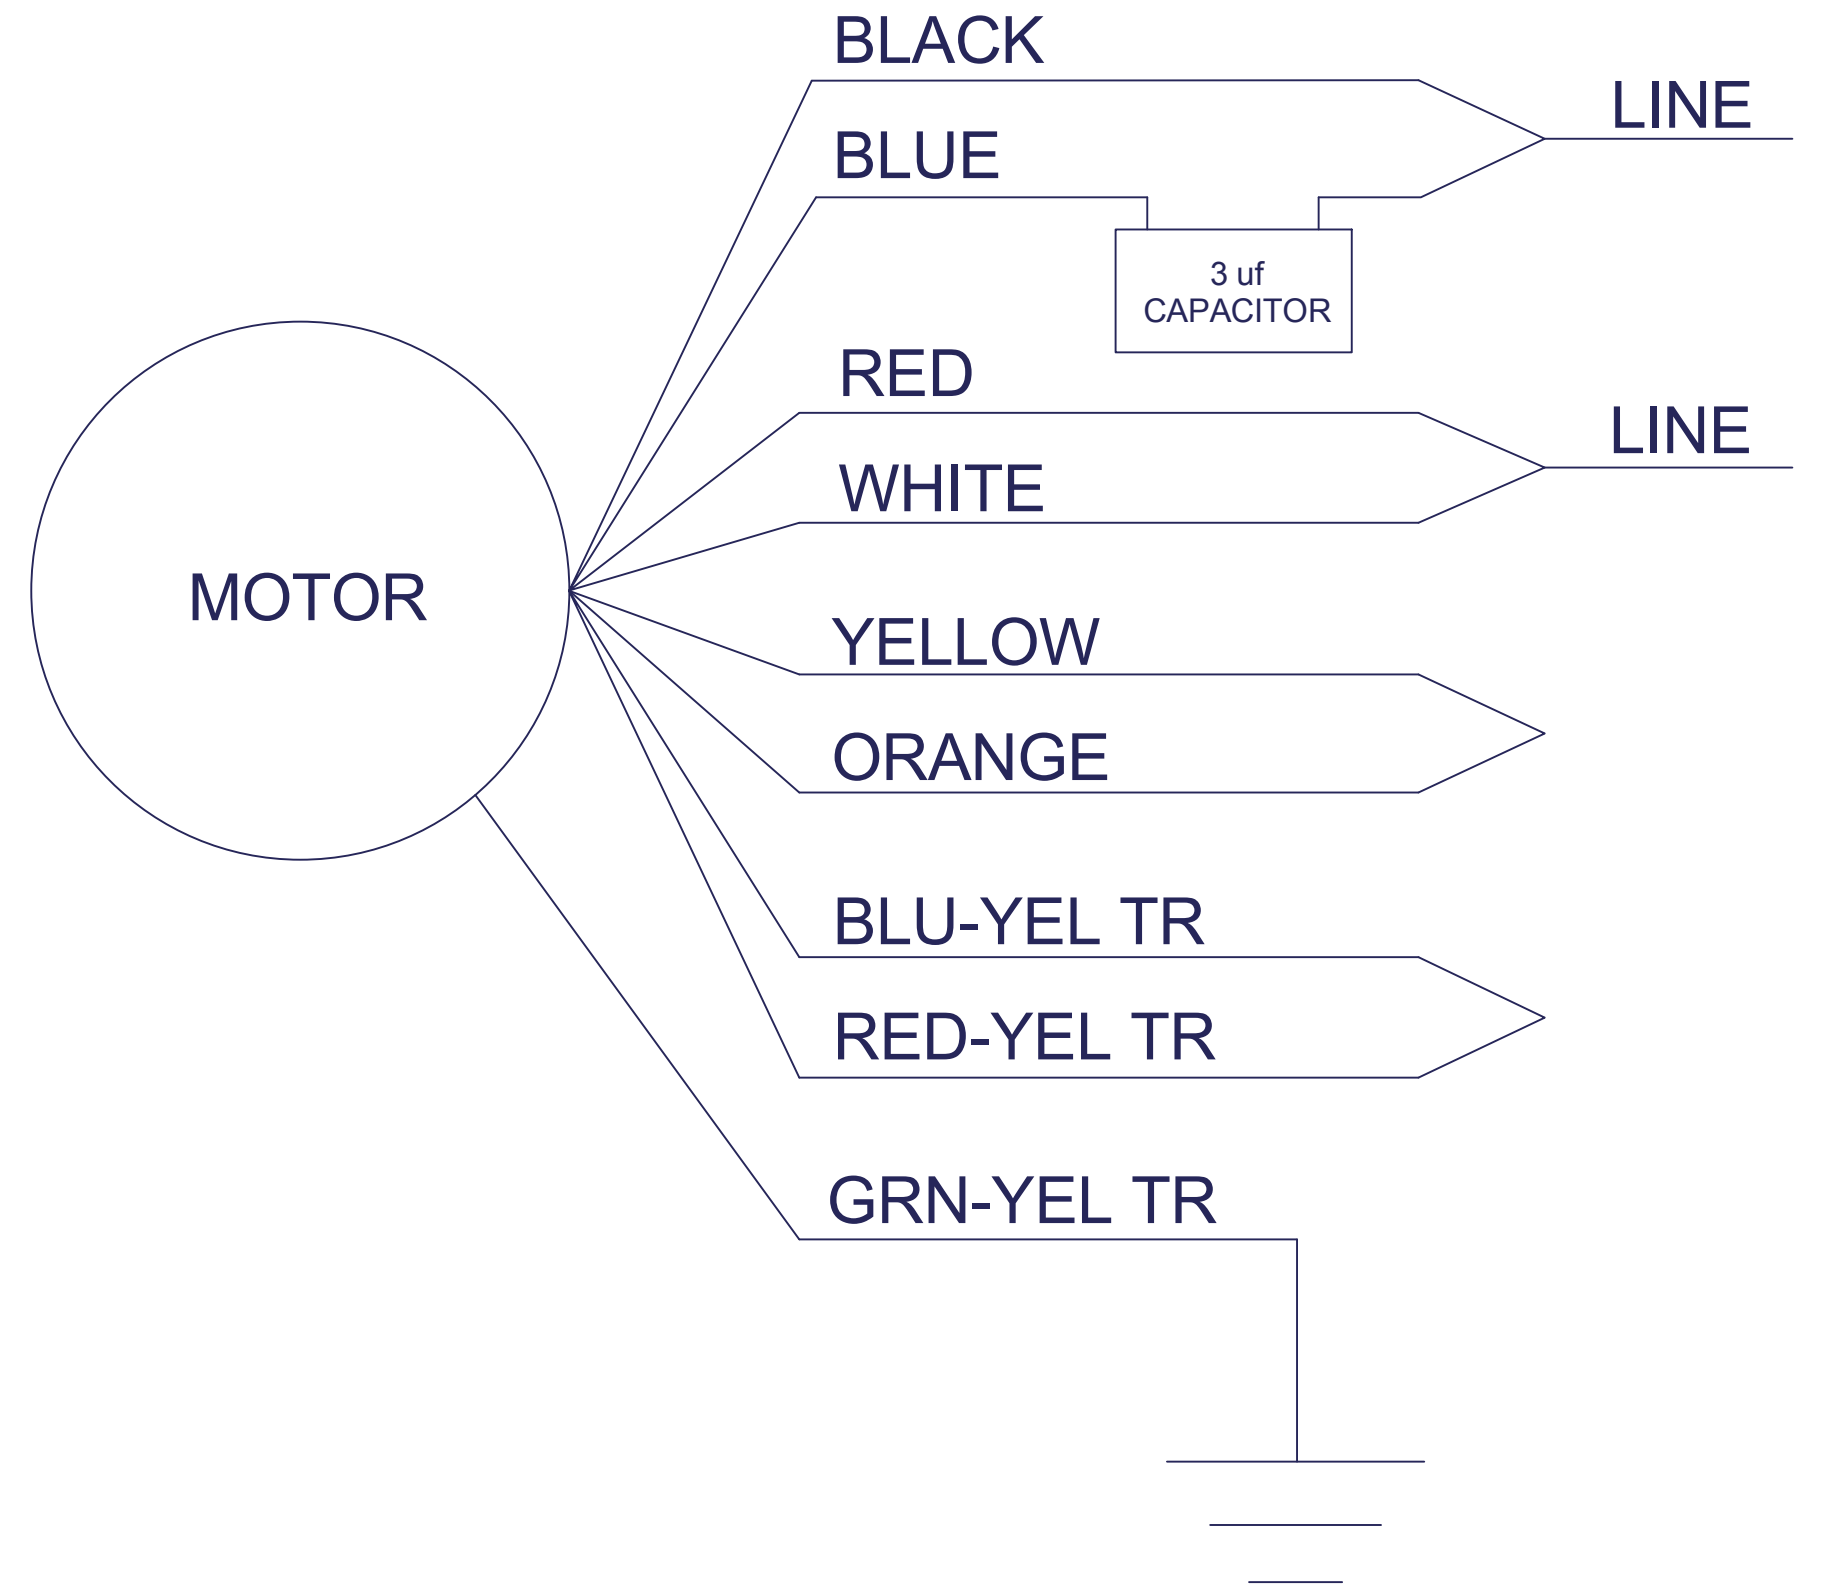 BLACK
LINE
BLUE
3 uf
CAPACITOR
RED
LINE
WHITE
MOTOR
YELLOW
ORANGE
BLU-YEL TR
RED-YEL TR
GRN-YEL TR